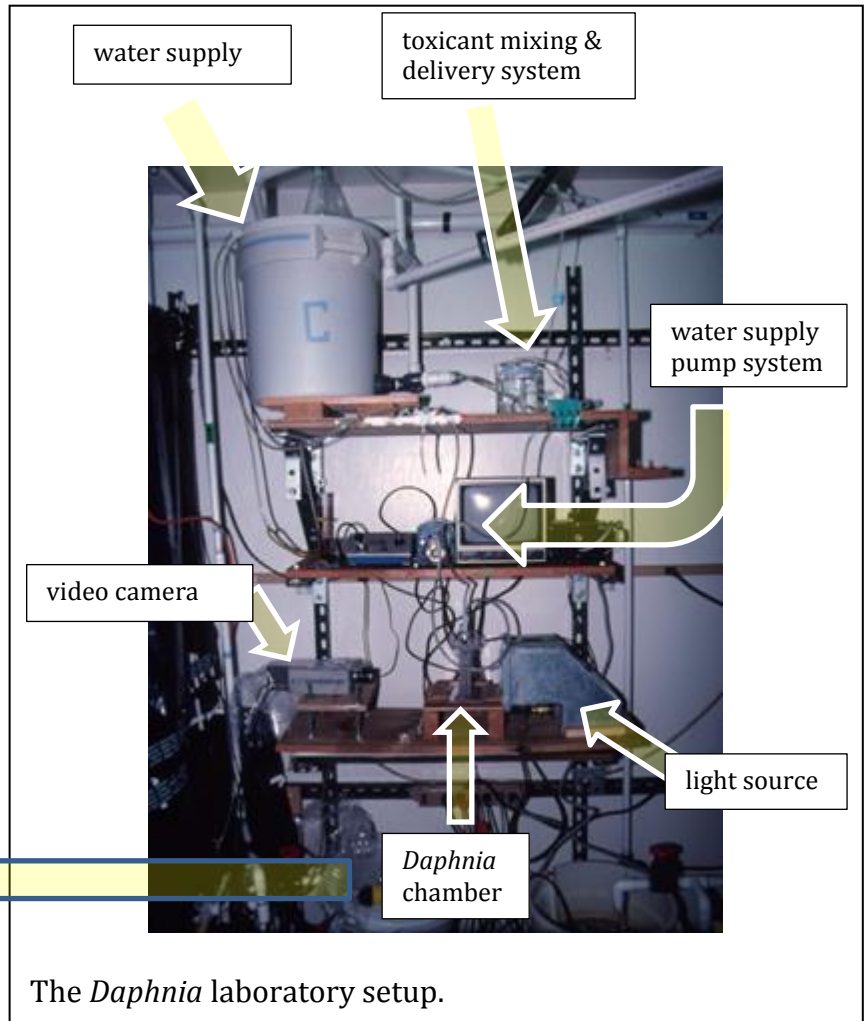 water supply
toxicant mixing &
delivery system
C
water supply
pump system
video camera
light source
Daphnia
chamber
The Daphnia laboratory setup.